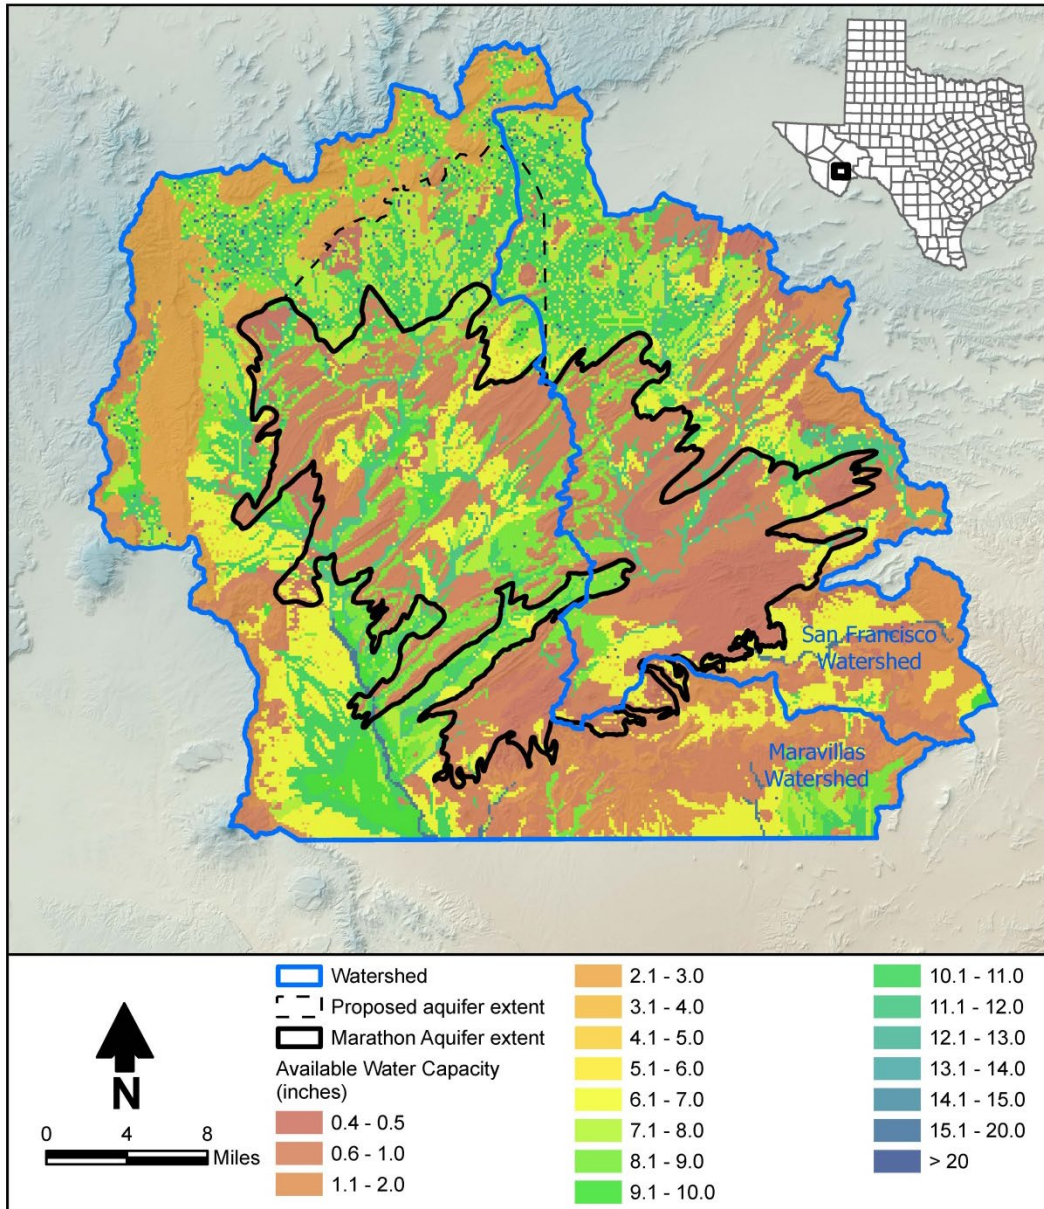 San Francisco
Watershed
Maravillas
Watershed
N
0 4 8
Miles
Watershed
Proposed aquifer extent
Marathon Aquifer extent
Available Water Capacity
(inches)
0.4 - 0.5
0.6 - 1.0
1.1 - 2.0
2.1 - 3.0
3.1 - 4.0
4.1 - 5.0
5.1 - 6.0
6.1 - 7.0
7.1 - 8.0
8.1 - 9.0
9.1 - 10.0
10.1 - 11.0
11.1 - 12.0
12.1 - 13.0
13.1 - 14.0
14.1 - 15.0
15.1 - 20.0
> 20